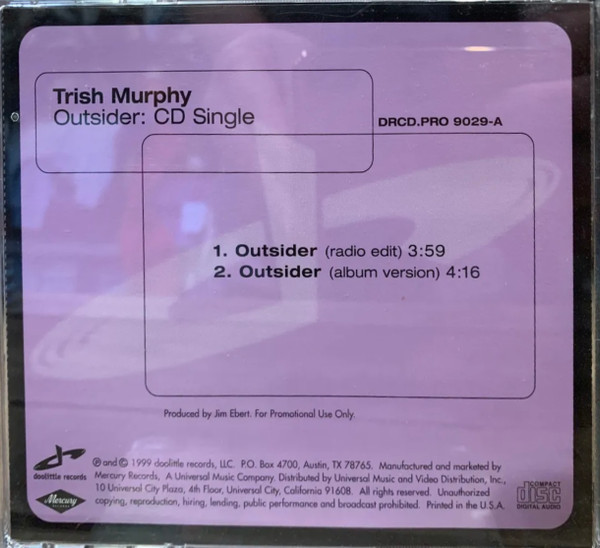 Trish Murphy
Outsider: CD Single
DRCD.PRO 9029-A
1. Outsider (radio edit) 3:59
2. Outsider (album version) 4:16
Produced by Jim Ebert. For Promotional Use Only.
doolittle records
Mercury
RECORDS
℗ and © 1999 doolittle records, LLC. P.O. Box 4700, Austin, TX 78765. Manufactured and marketed by
Mercury Records, A Universal Music Company. Distributed by Universal Music and Video Distribution, Inc.,
10 Universal City Plaza, 4th Floor, Universal City, California 91608. All rights reserved. Unauthorized
copying, reproduction, hiring, lending, public performance and broadcast prohibited. Printed in the U.S.A.
COMPACT
disc
DIGITAL AUDIO